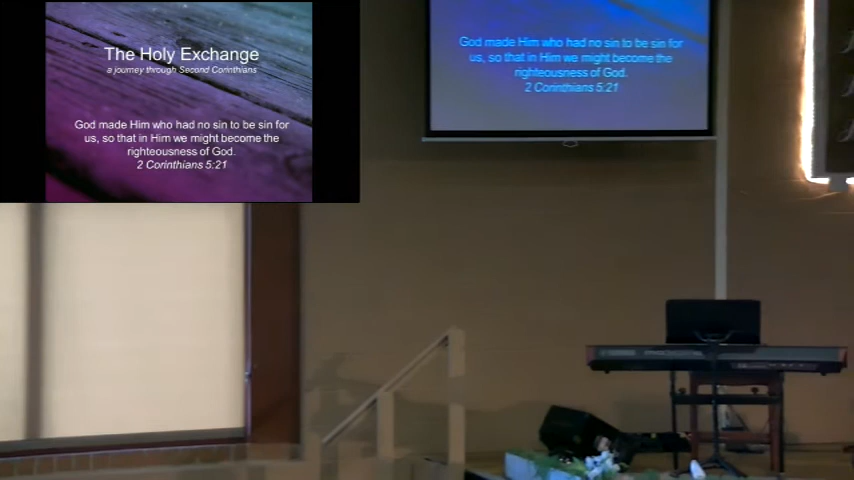 The Holy Exchange
a journey through Second Corinthians
God made Him who had no sin to be sin for
us, so that in Him we might become the
righteousness of God.
2 Corinthians 5:21
God made Him who had no sin to be sin for
us, so that in Him we might become the
righteousness of God.
2 Corinthians 5:21